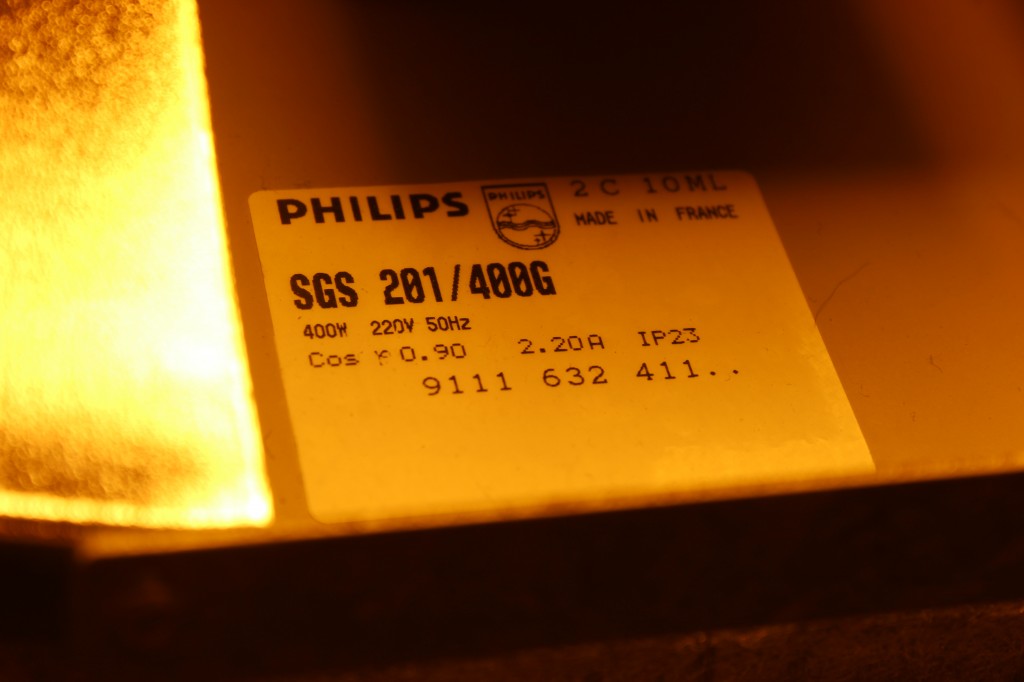 PHILIPS PHILIPS 2C 10ML
MADE IN FRANCE
SGS 201/400G
400W 220V 50Hz
Cos φ 0.90 2.20A IP23
9111 632 411..